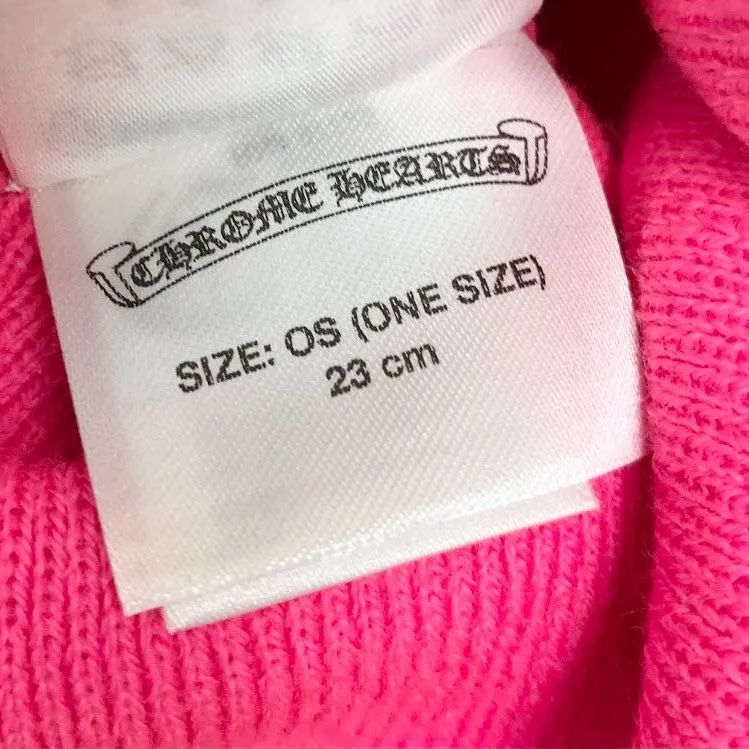 CHROME HEARTS
SIZE: OS (ONE SIZE)
23 cm